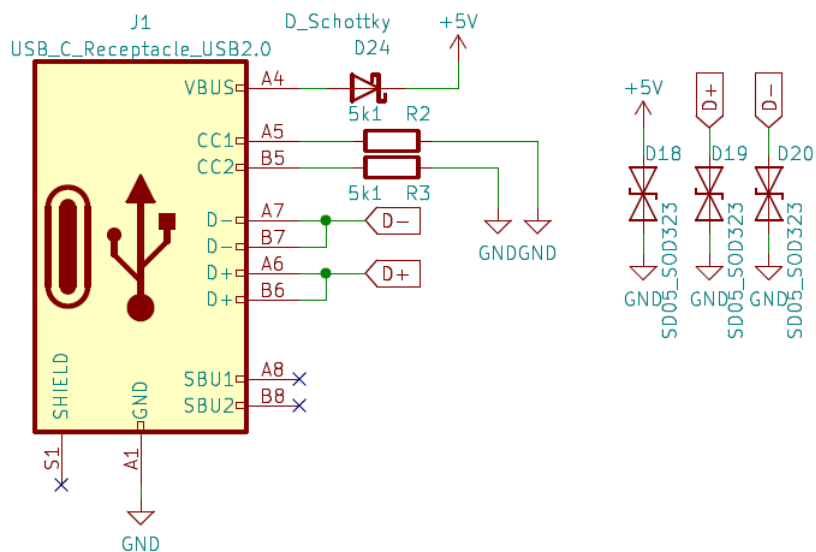 J1
USB_C_Receptacle_USB2.0
D_Schottky
D24
+5V
VBUS
A4
5k1
R2
CC1
A5
CC2
B5
5k1
R3
D-
A7
D-
D-
B7
D+
A6
D+
D+
B6
GND
GND
SBU1
A8
SBU2
B8
SHIELD
GND
S1
A1
GND
+5V
D+
D-
D18
D19
D20
SD05_SOD323
SD05_SOD323
SD05_SOD323
GND
GND
GND